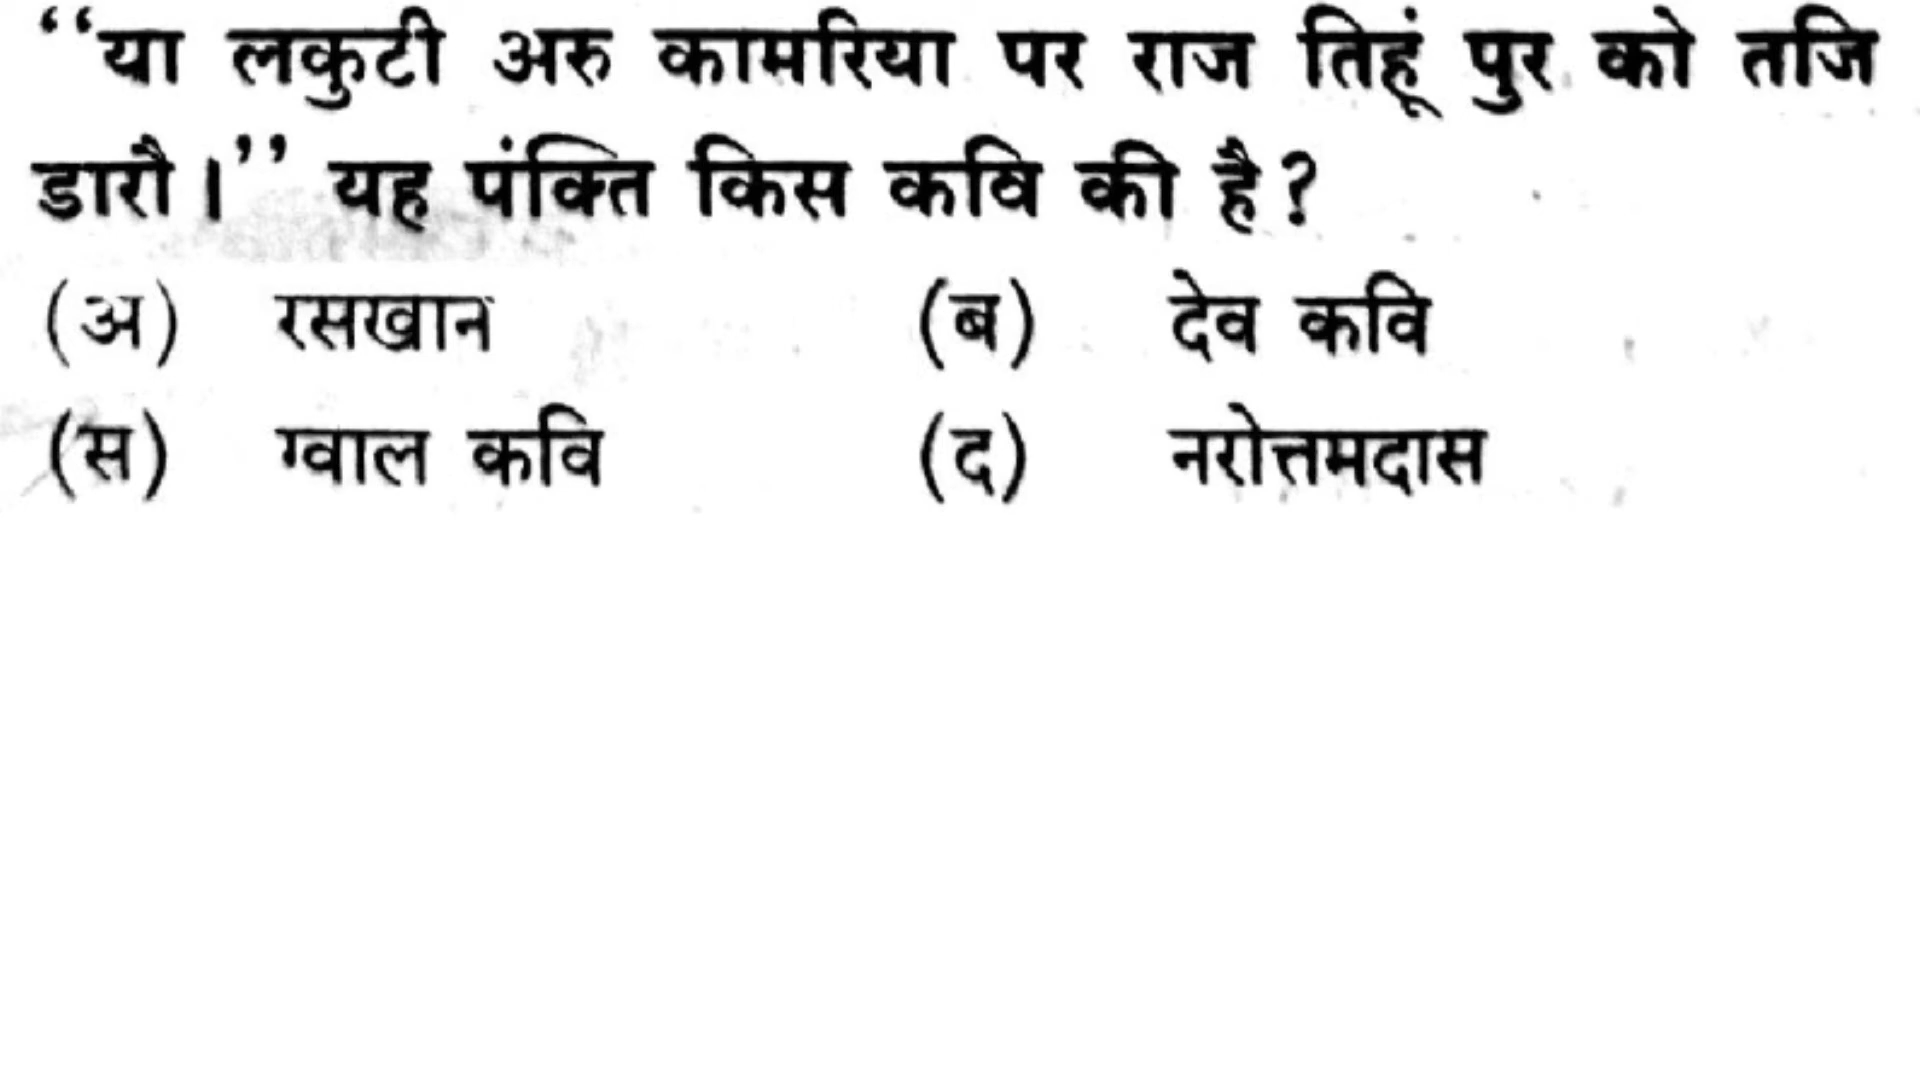 ‘‘या लकुटी अरु कामरिया पर राज तिहूं पुर को तजि
डारौ।’’ यह पंक्ति किस कवि की है?
(अ) रसखान (ब) देव कवि
(स) ग्वाल कवि (द) नरोत्तमदास